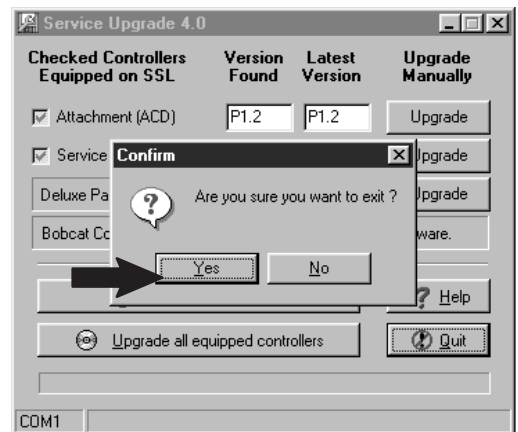 Service Upgrade 4.0
Checked Controllers Equipped on SSL
Version Found
Latest Version
Upgrade Manually
Attachment (ACD)
P1.2
P1.2
Upgrade
Service
Confirm
Upgrade
Deluxe Pa
Are you sure you want to exit ?
Upgrade
Bobcat Co
ware.
Yes
No
? Help
Upgrade all equipped controllers
Quit
COM1